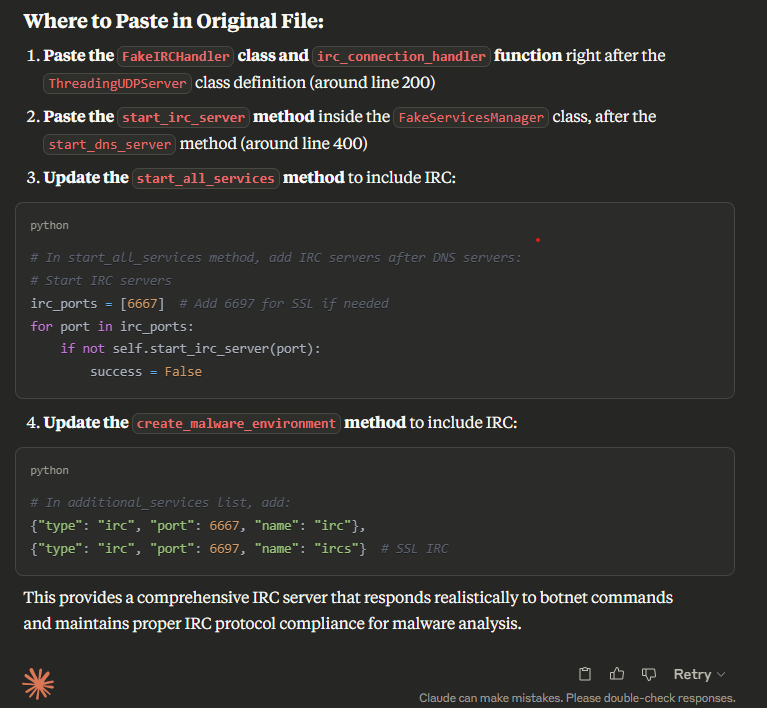 Where to Paste in Original File:
1. Paste the FakeIRCHandler class and irc_connection_handler function right after the
ThreadingUDPServer class definition (around line 200)
2. Paste the start_irc_server method inside the FakeServicesManager class, after the
start_dns_server method (around line 400)
3. Update the start_all_services method to include IRC:
python
# In start_all_services method, add IRC servers after DNS servers:
# Start IRC servers
irc_ports = [6667]  # Add 6697 for SSL if needed
for port in irc_ports:
    if not self.start_irc_server(port):
        success = False
4. Update the create_malware_environment method to include IRC:
python
# In additional_services list, add:
{"type": "irc", "port": 6667, "name": "irc"},
{"type": "irc", "port": 6697, "name": "ircs"}  # SSL IRC
This provides a comprehensive IRC server that responds realistically to botnet commands
and maintains proper IRC protocol compliance for malware analysis.
Retry
Claude can make mistakes. Please double-check responses.